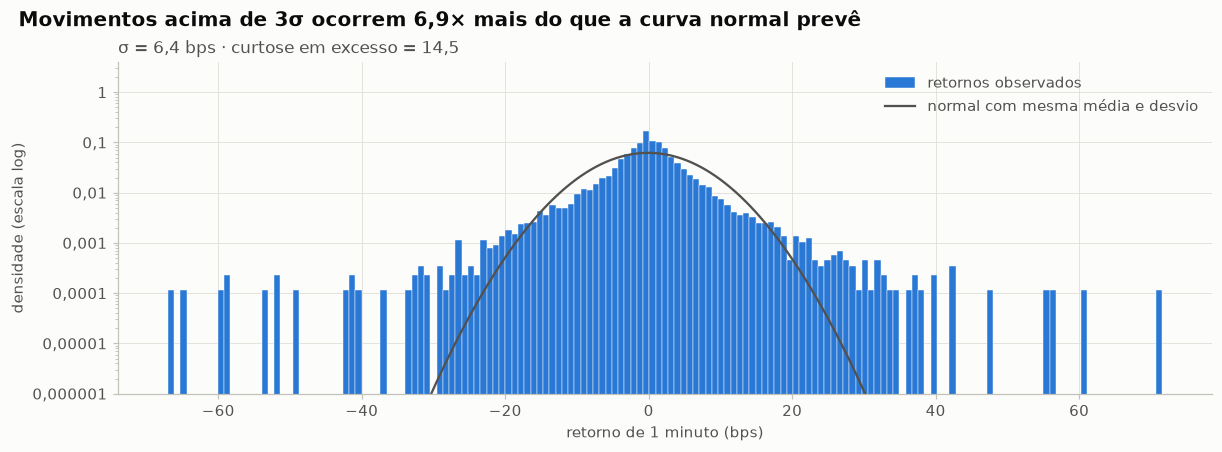 Movimentos acima de 3σ ocorrem 6,9× mais do que a curva normal prevê
σ = 6,4 bps · curtose em excesso = 14,5
retornos observados
normal com mesma média e desvio
densidade (escala log)
1
0,1
0,01
0,001
0,0001
0,00001
0,000001
−60
−40
−20
0
20
40
60
retorno de 1 minuto (bps)